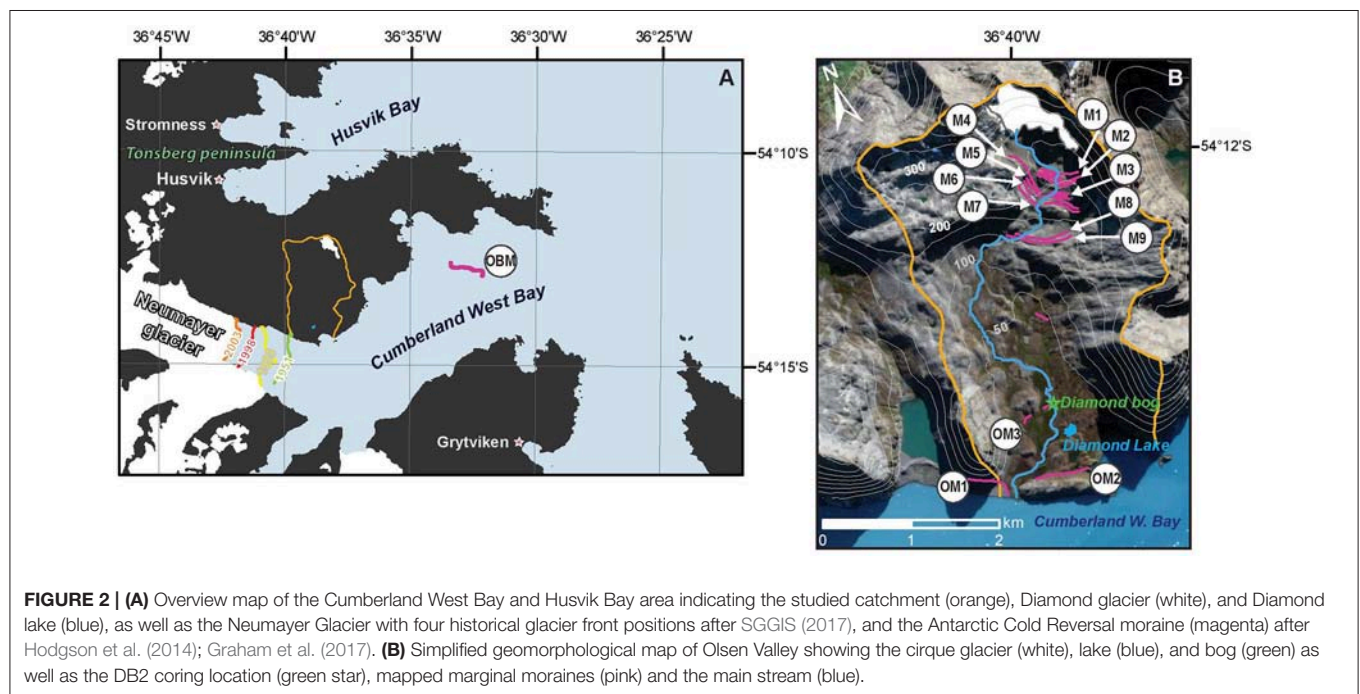 36°45'W 36°40'W 36°35'W 36°30'W 36°25'W
A
Stromness
Husvik Bay
Tonsberg peninsula
Husvik
54°10'S
OBM
Neumayer
glacier
Cumberland West Bay
2003
1998
54°15'S
Grytviken
36°40'W
B
N
M4
M1
M5
M2
M6
M3
M7
M8
M9
300
200
100
50
54°12'S
Diamond bog
OM3
Diamond Lake
OM1
OM2
km
0 1 2
Cumberland W. Bay
FIGURE 2 | (A) Overview map of the Cumberland West Bay and Husvik Bay area indicating the studied catchment (orange), Diamond glacier (white), and Diamond
lake (blue), as well as the Neumayer Glacier with four historical glacier front positions after SGGIS (2017), and the Antarctic Cold Reversal moraine (magenta) after
Hodgson et al. (2014); Graham et al. (2017). (B) Simplified geomorphological map of Olsen Valley showing the cirque glacier (white), lake (blue), and bog (green) as
well as the DB2 coring location (green star), mapped marginal moraines (pink) and the main stream (blue).